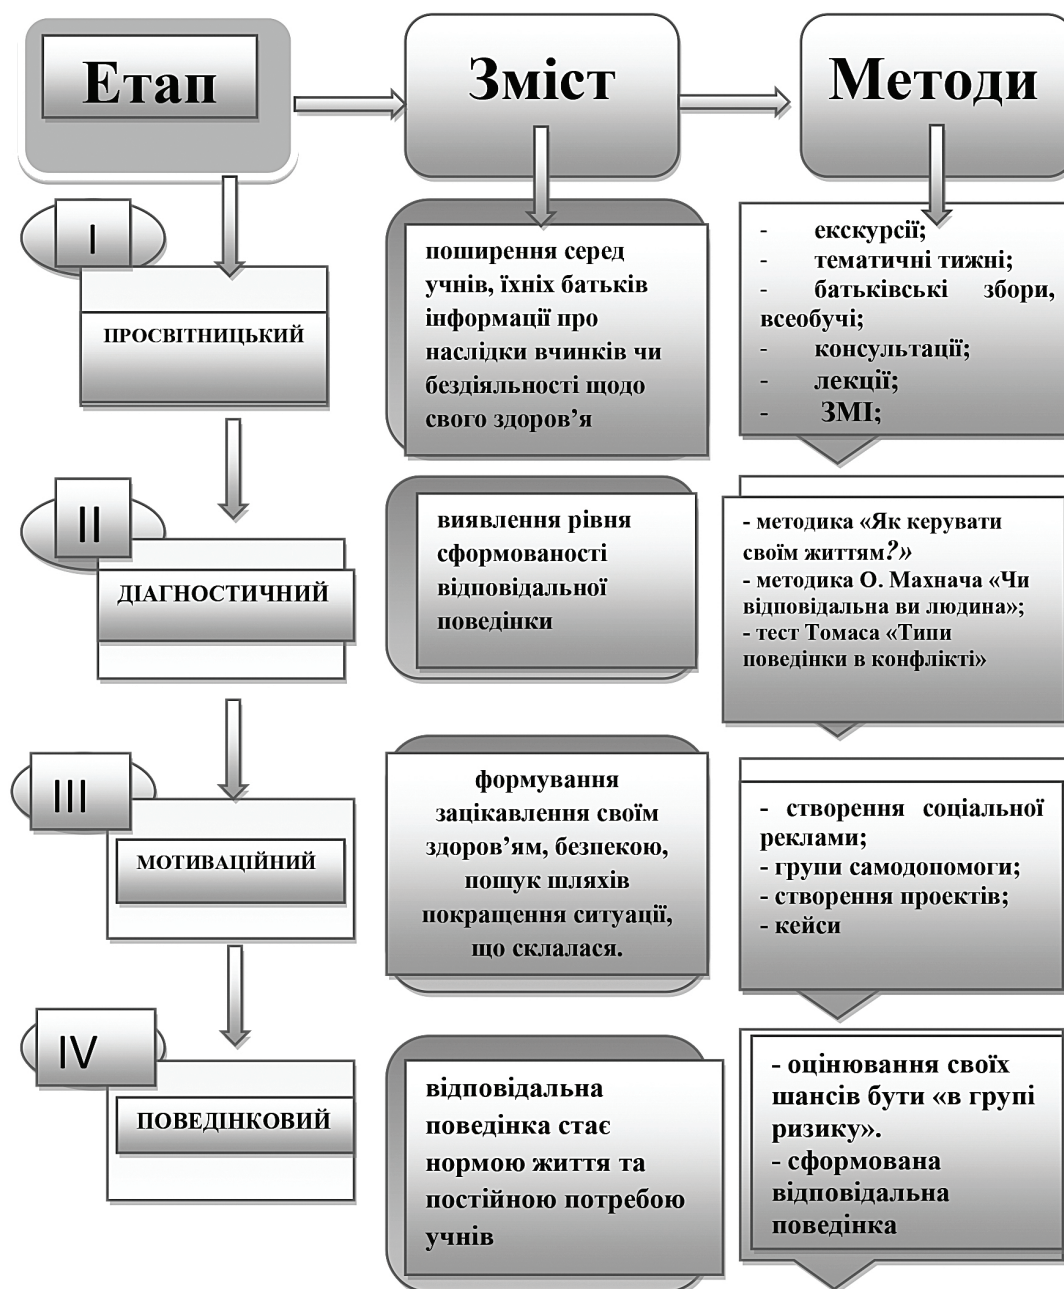 Етап
Зміст
Методи
I
ПРОСВІТНИЦЬКИЙ
поширення серед
учнів, їхніх батьків
інформації про
наслідки вчинків чи
бездіяльності щодо
свого здоров’я
- екскурсії;
- тематичні тижні;
- батьківські збори,
всеобучі;
- консультації;
- лекції;
- ЗМІ;
II
ДІАГНОСТИЧНИЙ
виявлення рівня
сформованості
відповідальної
поведінки
- методика «Як керувати
своїм життям?»
- методика О. Махнача «Чи
відповідальна ви людина»;
- тест Томаса «Типи
поведінки в конфлікті»
III
МОТИВАЦІЙНИЙ
формування
зацікавлення своїм
здоров’ям, безпекою,
пошук шляхів
покращення ситуації,
що склалася.
- створення соціальної
реклами;
- групи самодопомоги;
- створення проектів;
- кейси
IV
ПОВЕДІНКОВИЙ
відповідальна
поведінка стає
нормою життя та
постійною потребою
учнів
- оцінювання своїх
шансів бути «в групі
ризику».
- сформована
відповідальна
поведінка